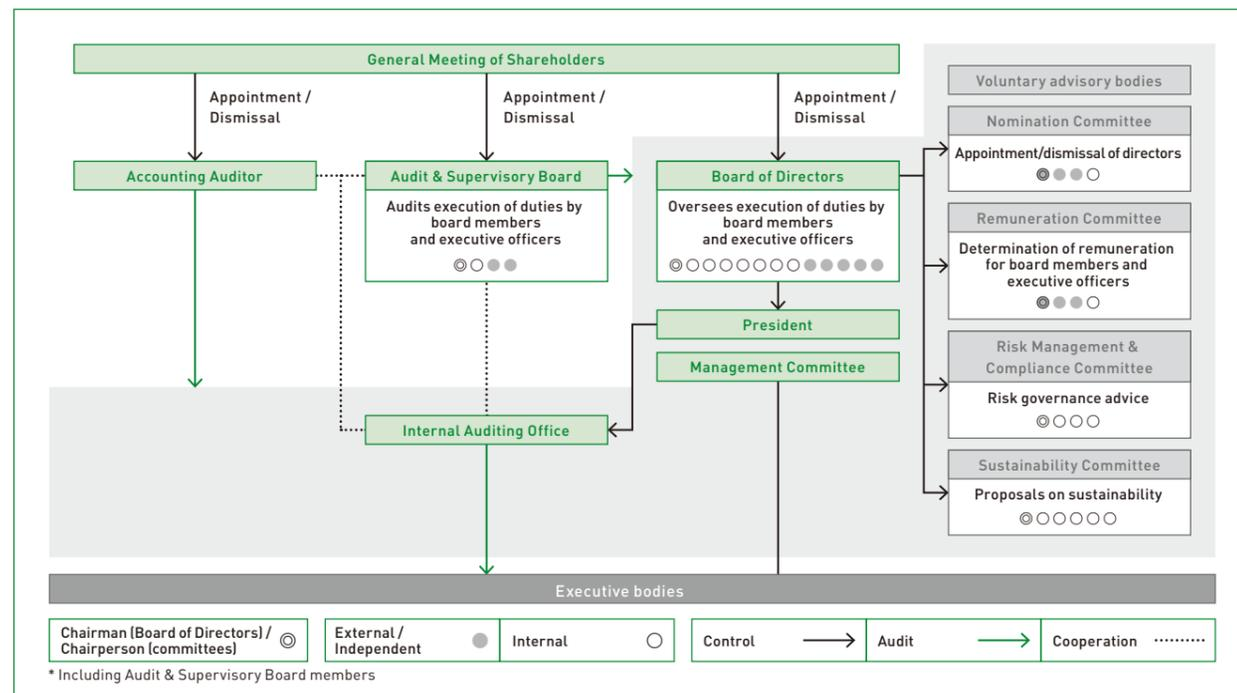 General Meeting of Shareholders
Appointment /
Dismissal
Appointment /
Dismissal
Appointment /
Dismissal
Accounting Auditor
Audit & Supervisory Board
Audits execution of duties by
board members
and executive officers
Board of Directors
Oversees execution of duties by
board members
and executive officers
President
Management Committee
Internal Auditing Office
Voluntary advisory bodies
Nomination Committee
Appointment/dismissal of directors
Remuneration Committee
Determination of remuneration
for board members and
executive officers
Risk Management &
Compliance Committee
Risk governance advice
Sustainability Committee
Proposals on sustainability
Executive bodies
Chairman (Board of Directors) /
Chairperson (committees)
External /
Independent
Internal
Control
Audit
Cooperation
* Including Audit & Supervisory Board members